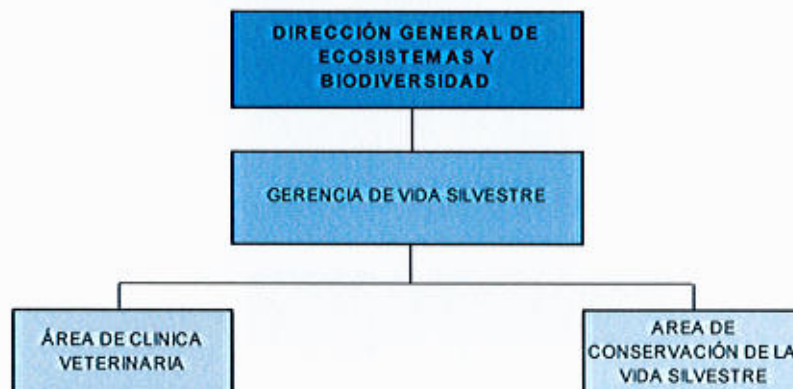 DIRECCIÓN GENERAL DE
ECOSISTEMAS Y
BIODIVERSIDAD
GERENCIA DE VIDA SILVESTRE
ÁREA DE CLINICA
VETERINARIA
AREA DE
CONSERVACIÓN DE LA
VIDA SILVESTRE